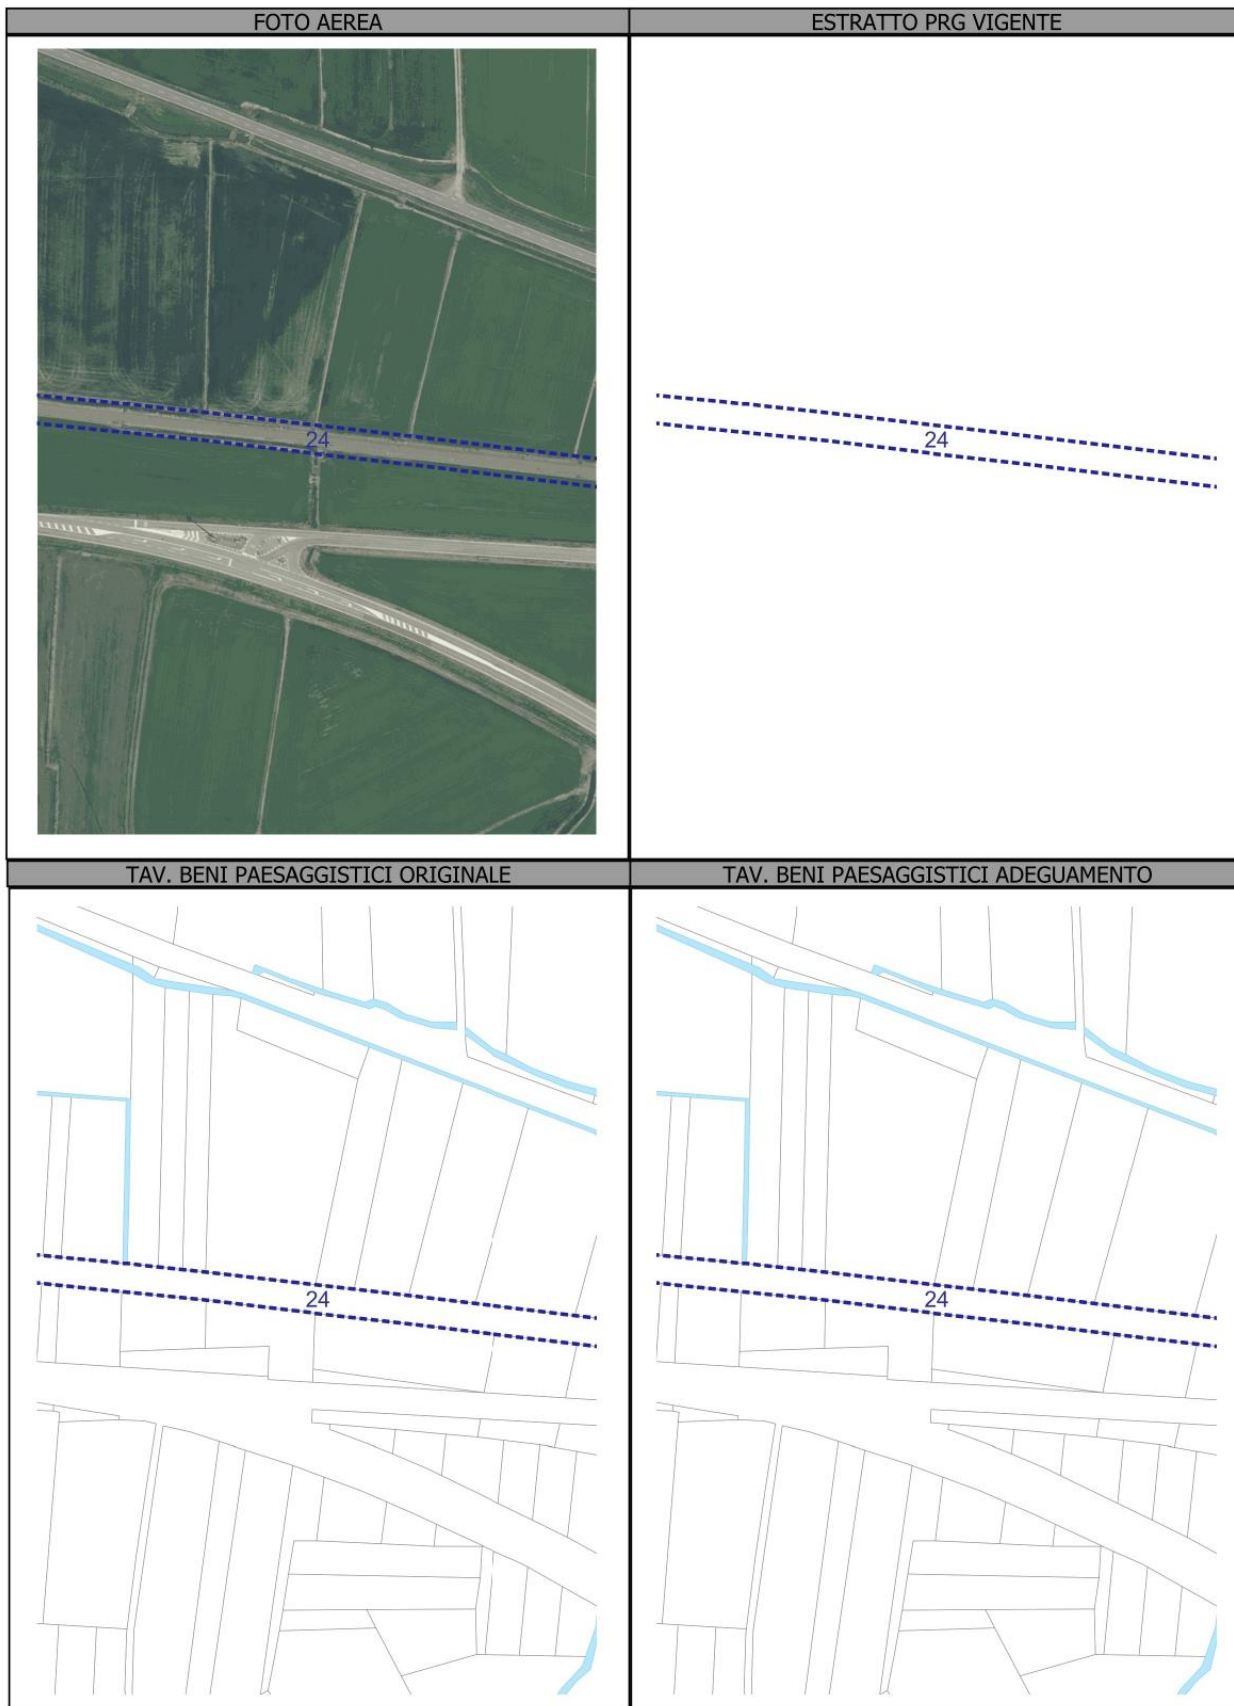 FOTO AEREA
ESTRATTO PRG VIGENTE
24
24
TAV. BENI PAESAGGISTICI ORIGINALE
TAV. BENI PAESAGGISTICI ADEGUAMENTO
24
24